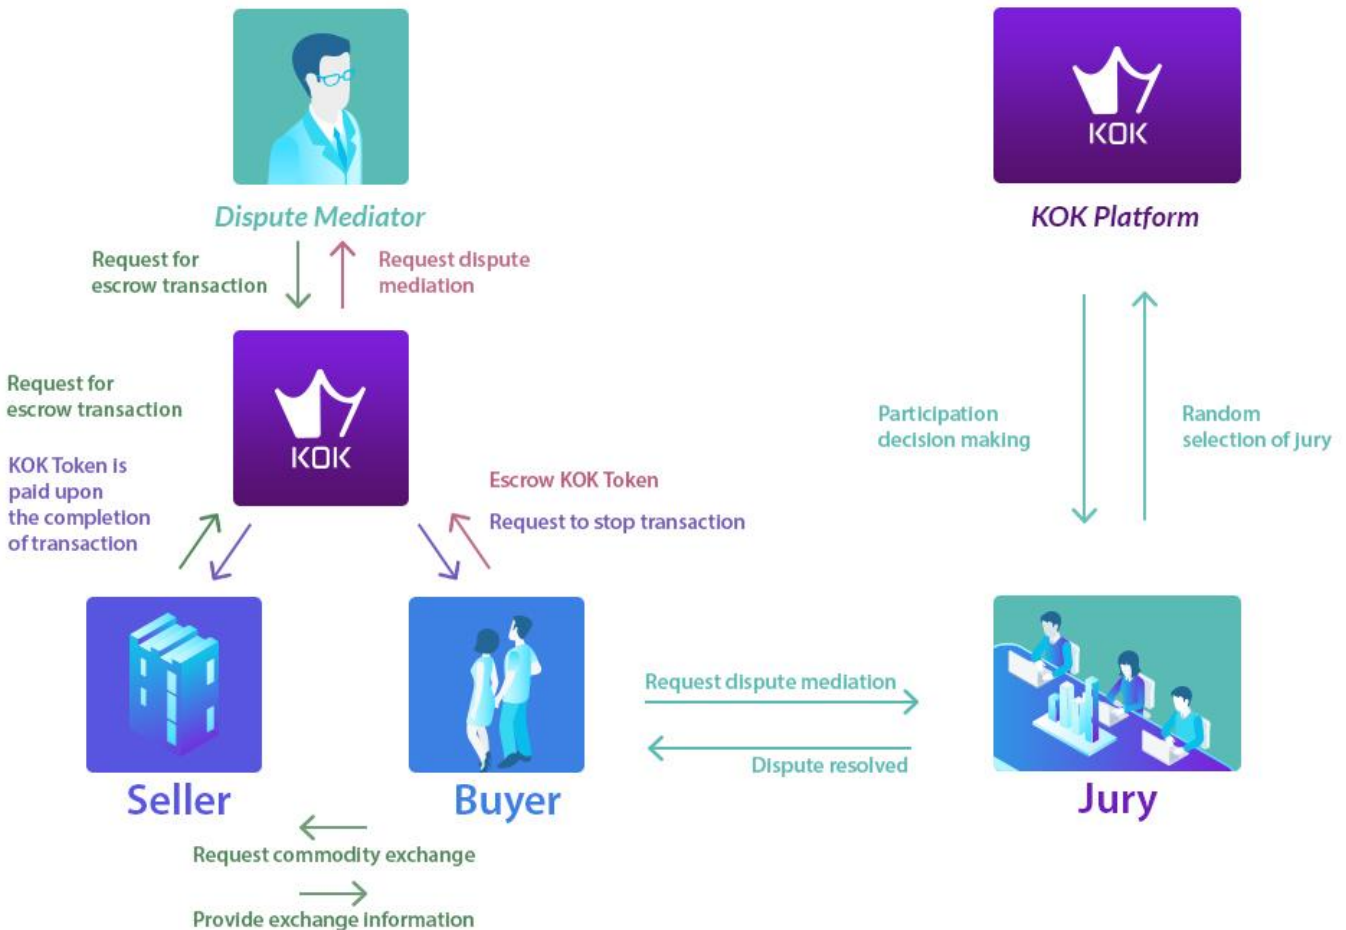 KOK
Dispute Mediator
KOK Platform
Request for
escrow transaction
Request dispute
mediation
Request for
escrow transaction
KOK Token is
paid upon
the completion
of transaction
KOK
Escrow KOK Token
Request to stop transaction
Participation
decision making
Random
selection of jury
Request dispute mediation
Dispute resolved
Seller
Buyer
Jury
Request commodity exchange
Provide exchange information